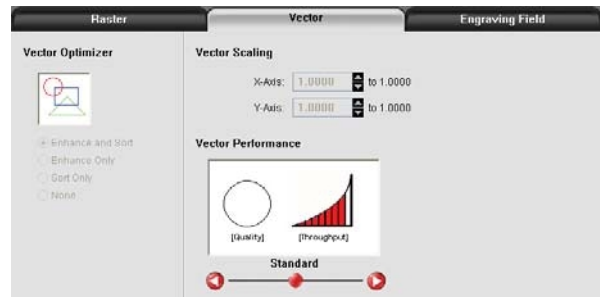 Raster
Vector
Engraving Field
Vector Optimizer
Enhance and Sort
Enhance Only
Sort Only
None
Vector Scaling
X-Axis: 1.0000 to 1.0000
Y-Axis: 1.0000 to 1.0000
Vector Performance
[Quality]
[Throughput]
Standard